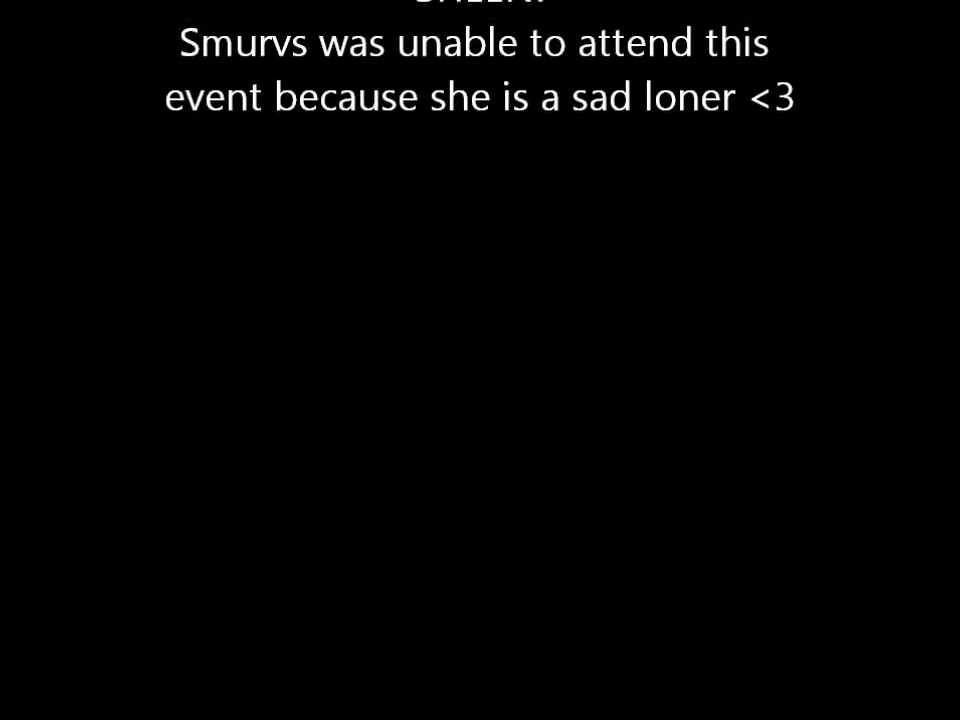 Smurvs was unable to attend this
event because she is a sad loner <3